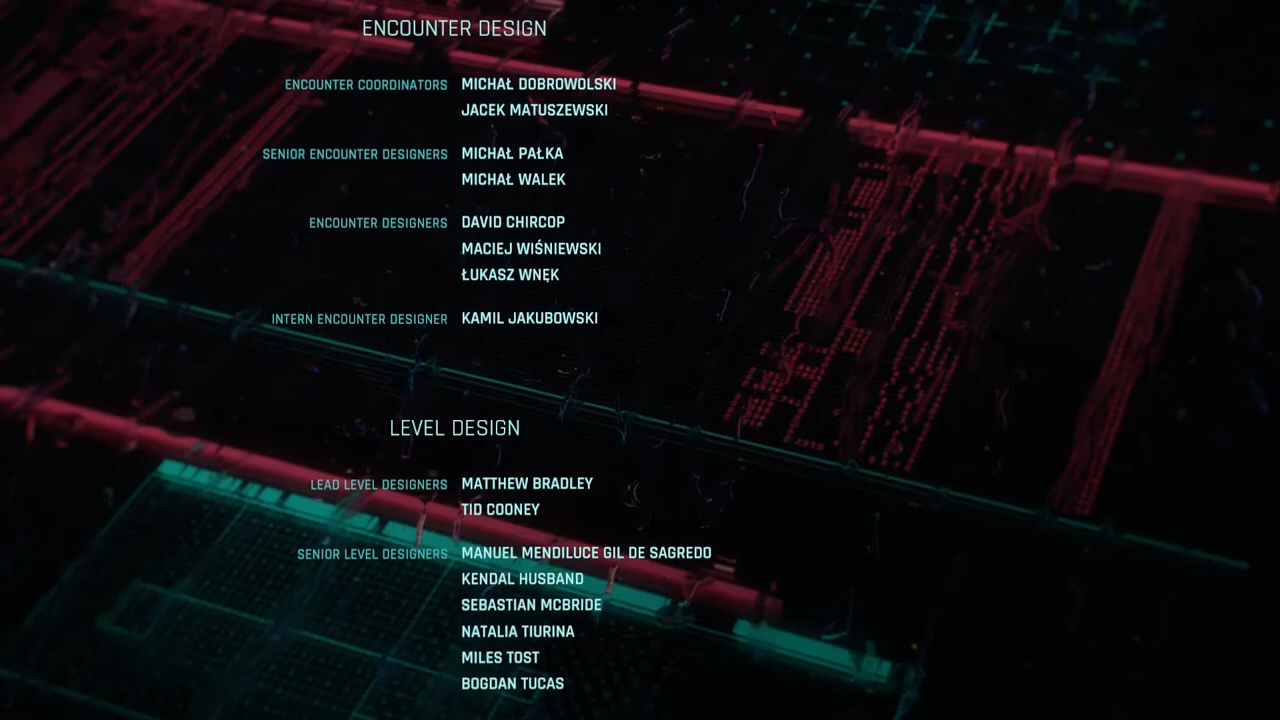 ENCOUNTER DESIGN
ENCOUNTER COORDINATORS MICHAŁ DOBROWOLSKI
JACEK MATUSZEWSKI
SENIOR ENCOUNTER DESIGNERS MICHAŁ PAŁKA
MICHAŁ WALEK
ENCOUNTER DESIGNERS DAVID CHIRCOP
MACIEJ WIŚNIEWSKI
ŁUKASZ WNĘK
INTERN ENCOUNTER DESIGNER KAMIL JAKUBOWSKI
LEVEL DESIGN
LEAD LEVEL DESIGNERS MATTHEW BRADLEY
TID COONEY
SENIOR LEVEL DESIGNERS MANUEL MENDILUCE GIL DE SAGREDO
KENDAL HUSBAND
SEBASTIAN MCBRIDE
NATALIA TIURINA
MILES TOST
BOGDAN TUCAS